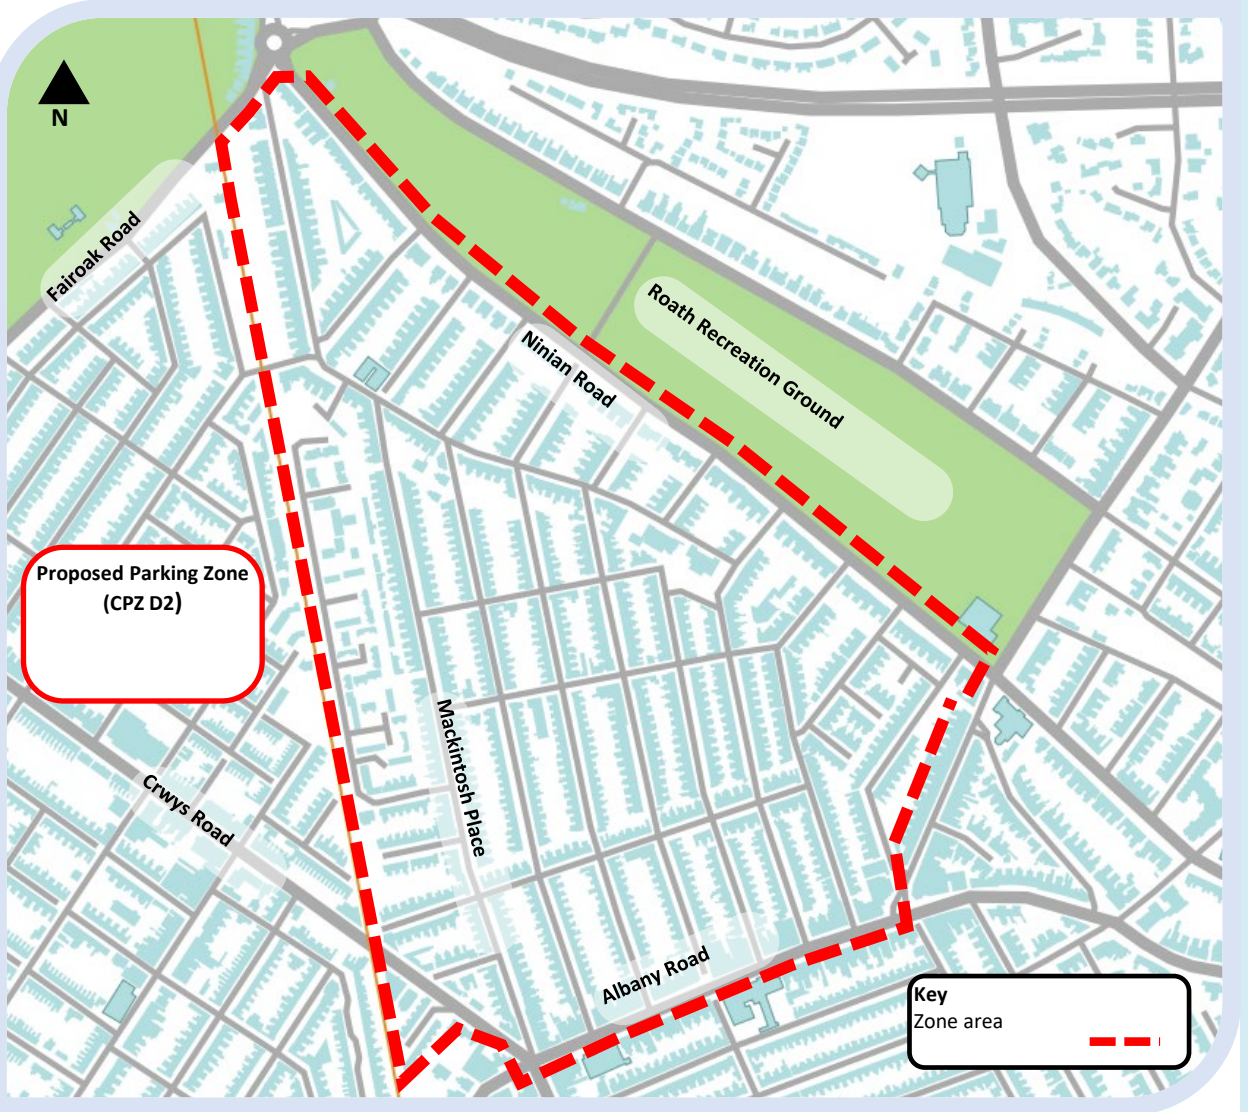 N
Fairoak Road
Roath Recreation Ground
Ninian Road
Proposed Parking Zone
(CPZ D2)
Mackintosh Place
Crwys Road
Albany Road
Key
Zone area